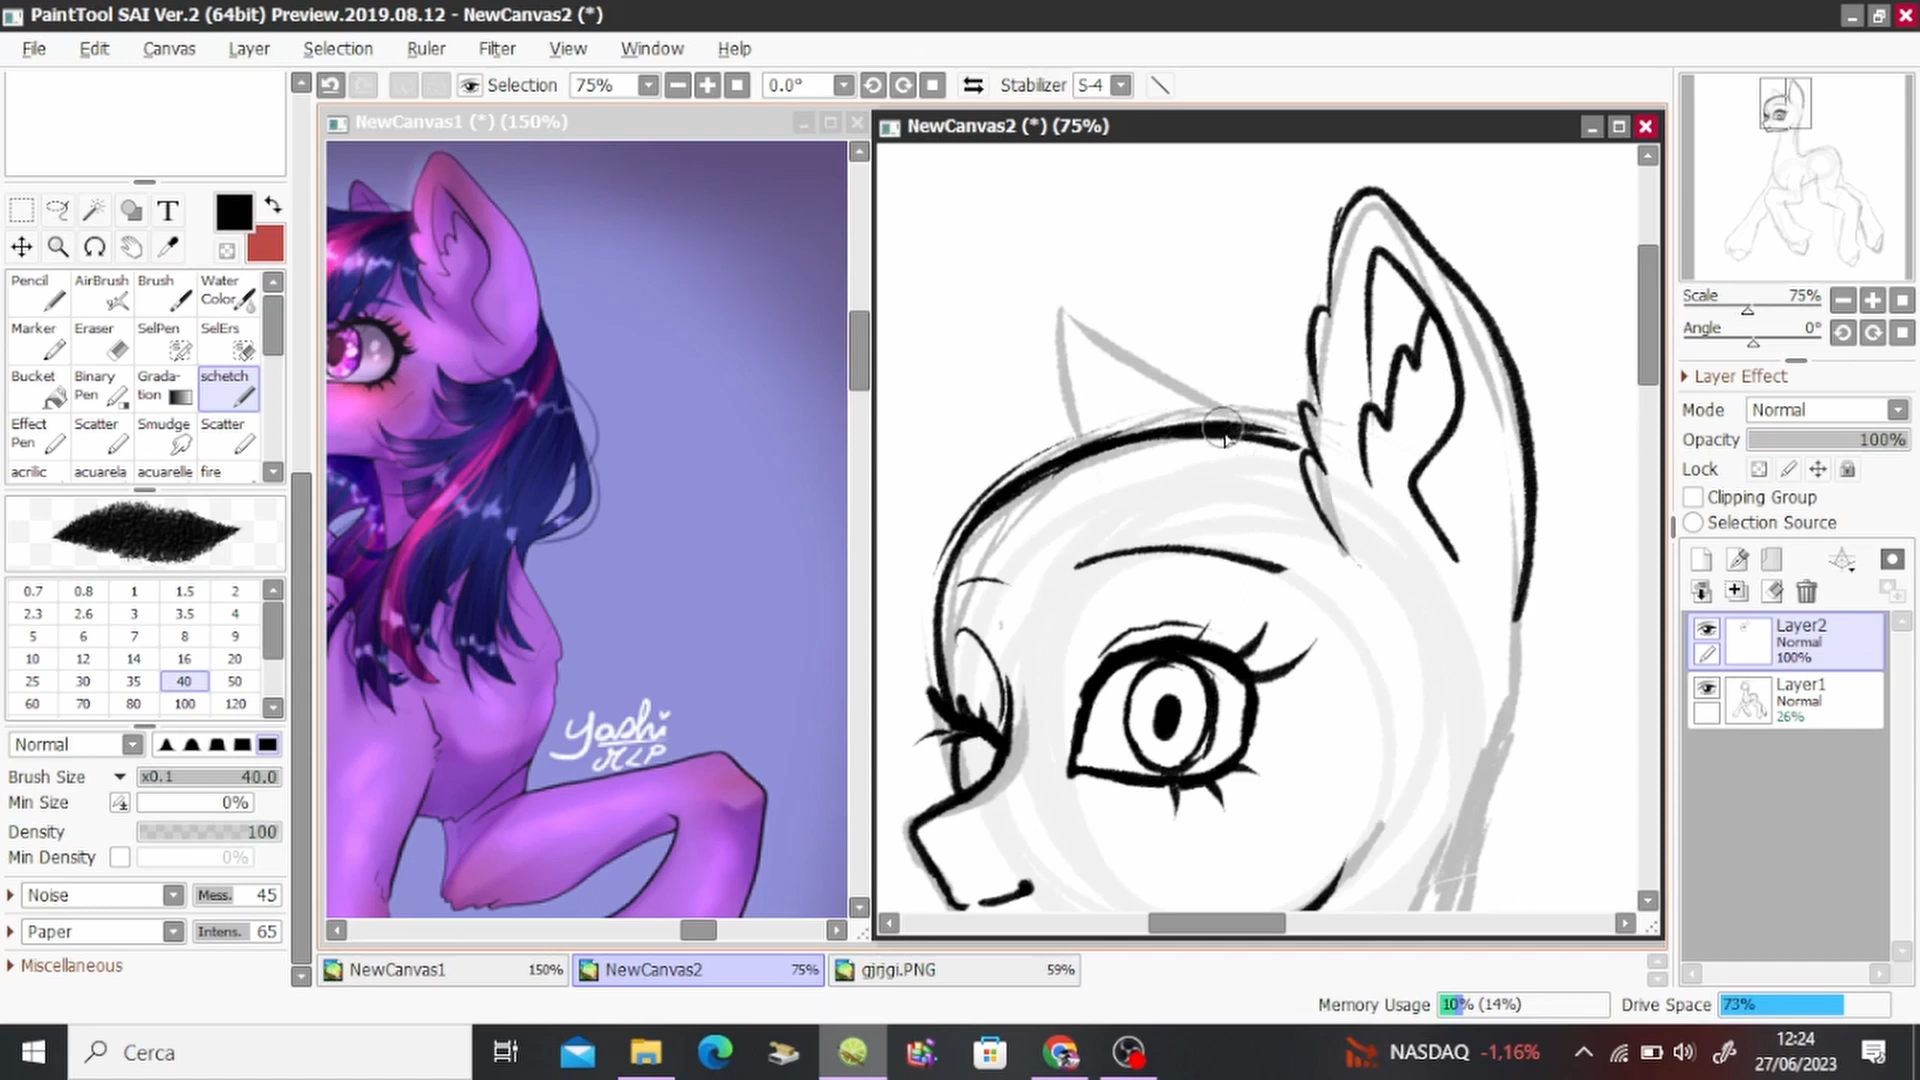 PaintTool SAI Ver.2 (64bit) Preview.2019.08.12 - NewCanvas2 (*)
File Edit Canvas Layer Selection Ruler Filter View Window Help
Selection 75% 0.0° Stabilizer S-4
NewCanvas1 (*) (150%)
NewCanvas2 (*) (75%)
T
Pencil AirBrush Brush Water Color
Marker Eraser SelPen SelErs
Bucket Binary Pen Grada-tion schetch
Effect Pen Scatter Smudge Scatter
acrilic acuarela acuarelle fire
0.7 0.8 1 1.5 2
2.3 2.6 3 3.5 4
5 6 7 8 9
10 12 14 16 20
25 30 35 40 50
60 70 80 100 120
Normal
Brush Size x0.1 40.0
Min Size 0%
Density 100
Min Density 0%
Noise Mess. 45
Paper Intens. 65
Miscellaneous
Yashi
MLP
NewCanvas1 150% NewCanvas2 75% gjrjgi.PNG 59%
Scale 75%
Angle 0°
Layer Effect
Mode Normal
Opacity 100%
Lock
Clipping Group
Selection Source
Layer2
Normal
100%
Layer1
Normal
26%
Memory Usage 10% (14%) Drive Space 73%
Cerca
NASDAQ -1,16%
12:24
27/06/2023